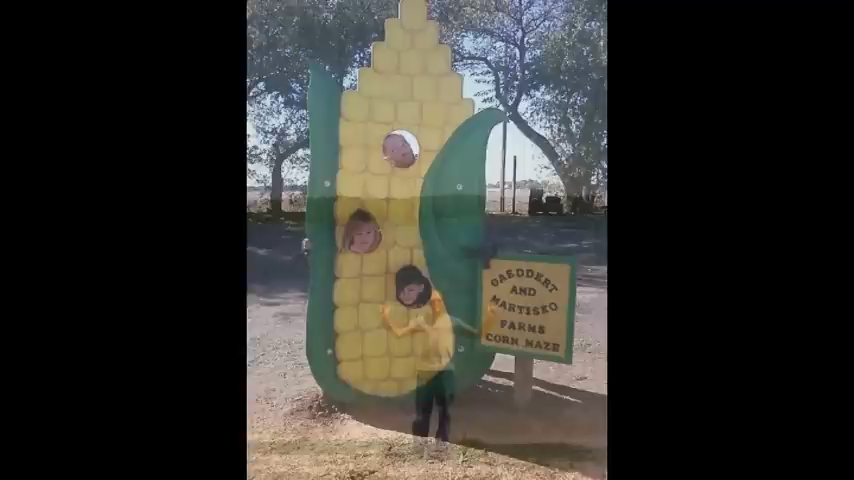 GAEDDERT
AND
MARTISKO
FARMS
CORN MAZE